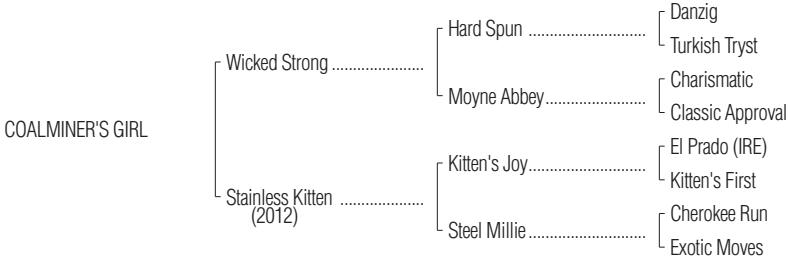 Danzig
Hard Spun ..........................
Turkish Tryst
Wicked Strong .....................
Charismatic
Moyne Abbey......................
Classic Approval
COALMINER'S GIRL
El Prado (IRE)
Kitten's Joy..........................
Kitten's First
Stainless Kitten ...................
(2012)
Cherokee Run
Steel Millie..........................
Exotic Moves